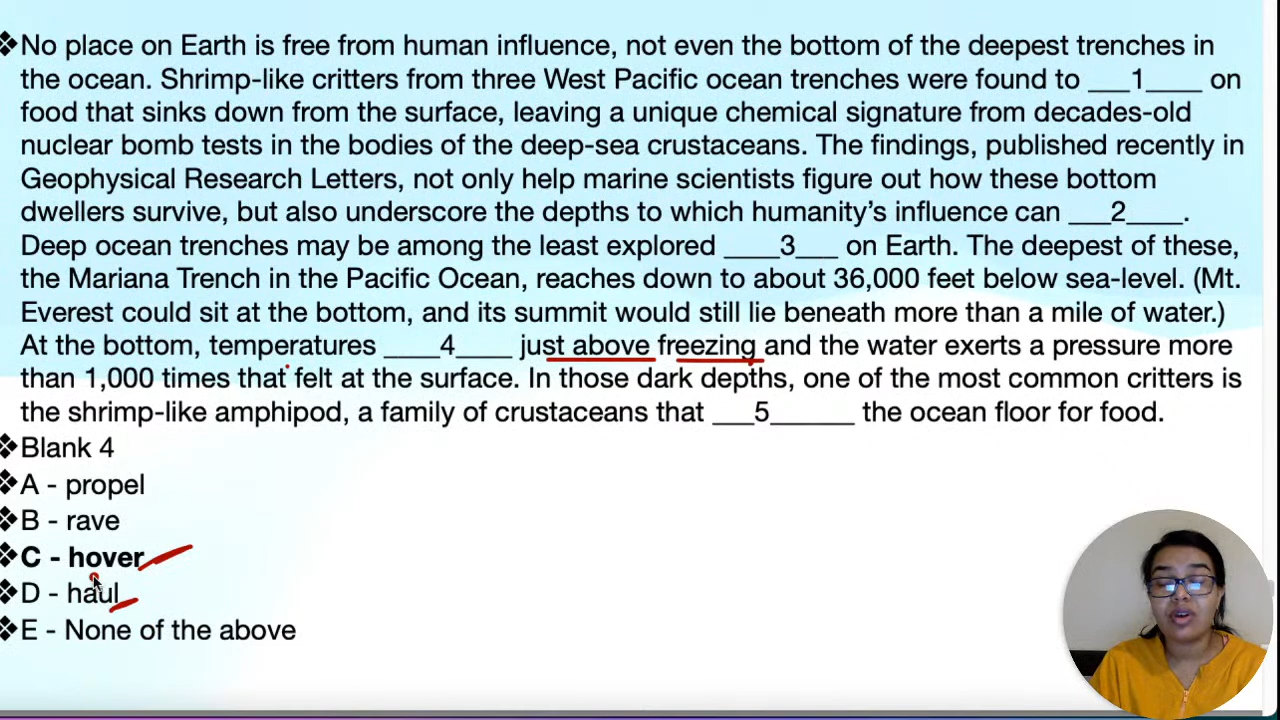 ❖No place on Earth is free from human influence, not even the bottom of the deepest trenches in
the ocean. Shrimp-like critters from three West Pacific ocean trenches were found to ___1____ on
food that sinks down from the surface, leaving a unique chemical signature from decades-old
nuclear bomb tests in the bodies of the deep-sea crustaceans. The findings, published recently in
Geophysical Research Letters, not only help marine scientists figure out how these bottom
dwellers survive, but also underscore the depths to which humanity’s influence can ___2____.
Deep ocean trenches may be among the least explored ____3___ on Earth. The deepest of these,
the Mariana Trench in the Pacific Ocean, reaches down to about 36,000 feet below sea-level. (Mt.
Everest could sit at the bottom, and its summit would still lie beneath more than a mile of water.)
At the bottom, temperatures ____4____ just above freezing and the water exerts a pressure more
than 1,000 times that felt at the surface. In those dark depths, one of the most common critters is
the shrimp-like amphipod, a family of crustaceans that ___5______ the ocean floor for food.
❖Blank 4
❖A - propel
❖B - rave
❖C - hover
❖D - haul
❖E - None of the above